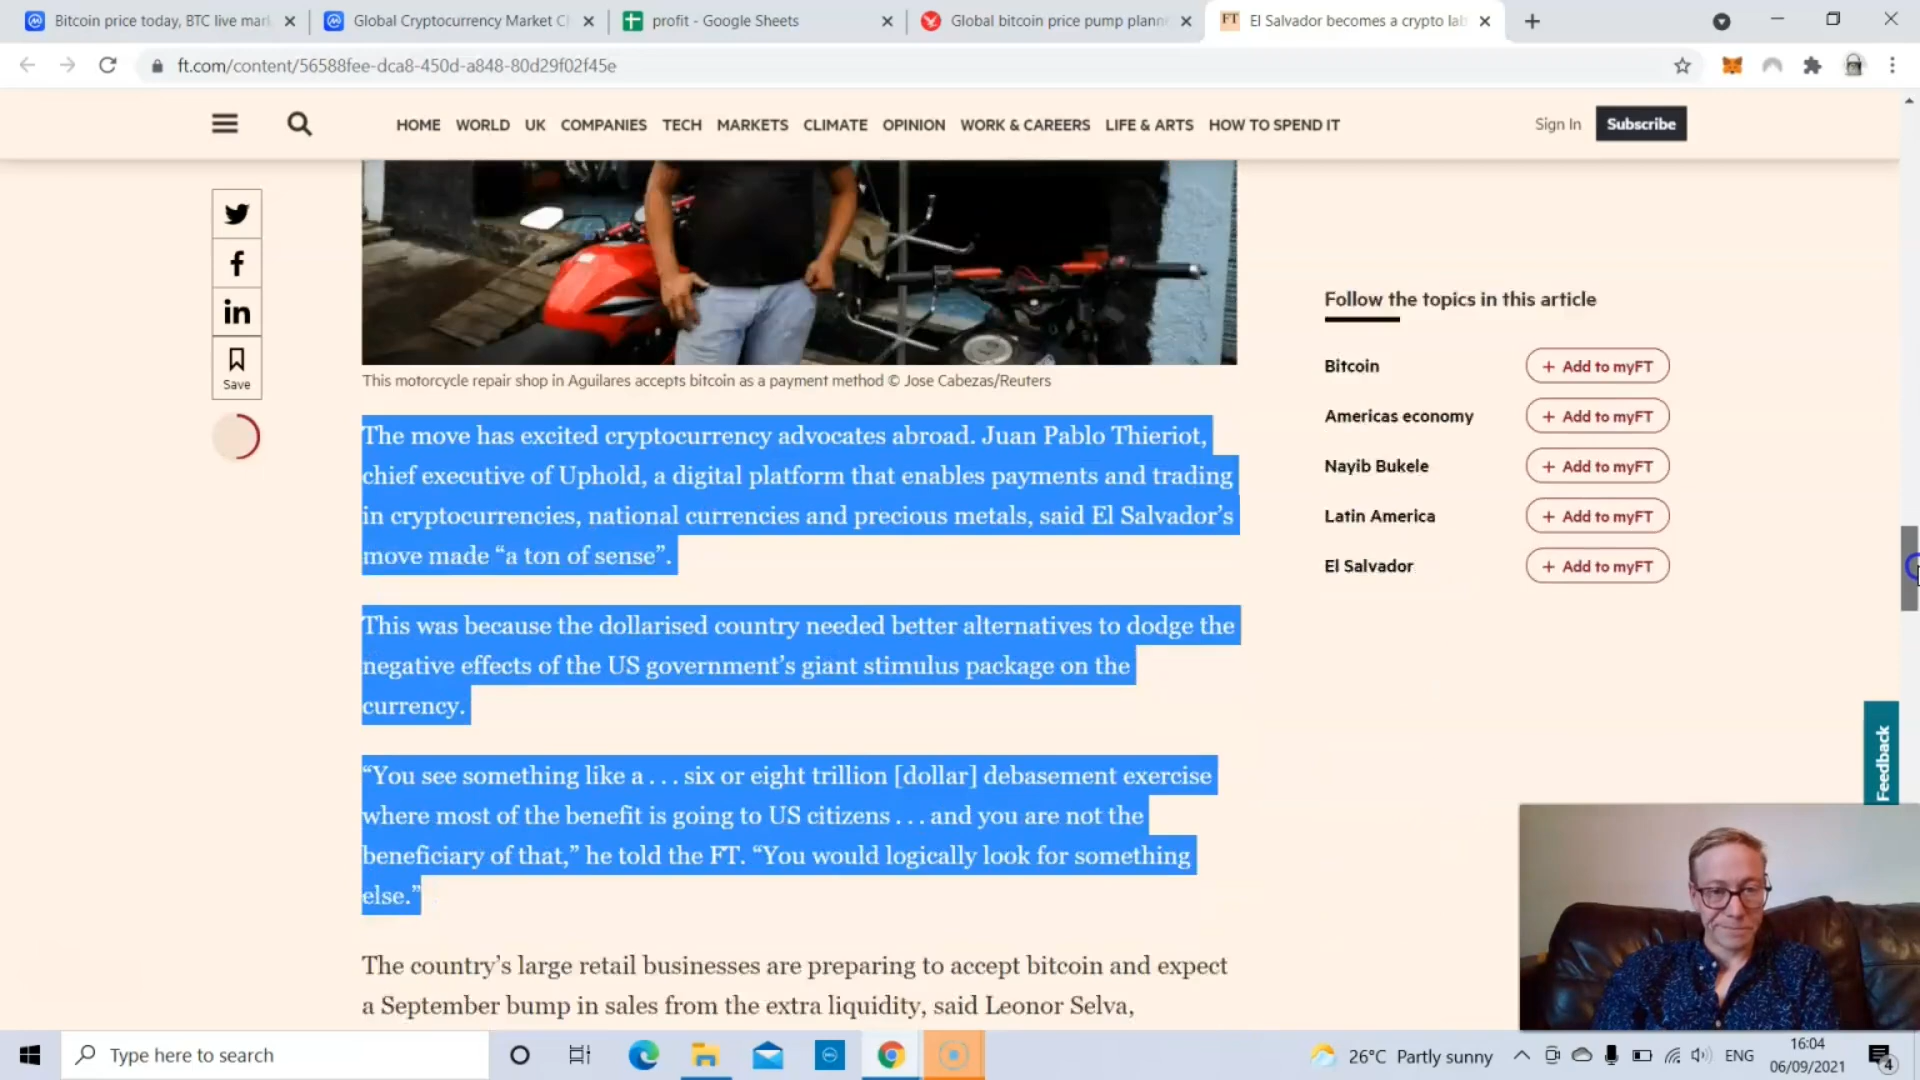 Bitcoin price today, BTC live mar
Global Cryptocurrency Market C
profit - Google Sheets
Global bitcoin price pump plann
El Salvador becomes a crypto lab
ft.com/content/56588fee-dca8-450d-a848-80d29f02f45e
HOME WORLD UK COMPANIES TECH MARKETS CLIMATE OPINION WORK & CAREERS LIFE & ARTS HOW TO SPEND IT
Sign In
Subscribe
Save
This motorcycle repair shop in Aguilares accepts bitcoin as a payment method © Jose Cabezas/Reuters
The move has excited cryptocurrency advocates abroad. Juan Pablo Thieriot,
chief executive of Uphold, a digital platform that enables payments and trading
in cryptocurrencies, national currencies and precious metals, said El Salvador’s
move made “a ton of sense”.
This was because the dollarised country needed better alternatives to dodge the
negative effects of the US government’s giant stimulus package on the
currency.
“You see something like a . . . six or eight trillion [dollar] debasement exercise
where most of the benefit is going to US citizens . . . and you are not the
beneficiary of that,” he told the FT. “You would logically look for something
else.”
The country’s large retail businesses are preparing to accept bitcoin and expect
a September bump in sales from the extra liquidity, said Leonor Selva,
Follow the topics in this article
Bitcoin + Add to myFT
Americas economy + Add to myFT
Nayib Bukele + Add to myFT
Latin America + Add to myFT
El Salvador + Add to myFT
Feedback
Type here to search
26°C Partly sunny
ENG
16:04
06/09/2021
4